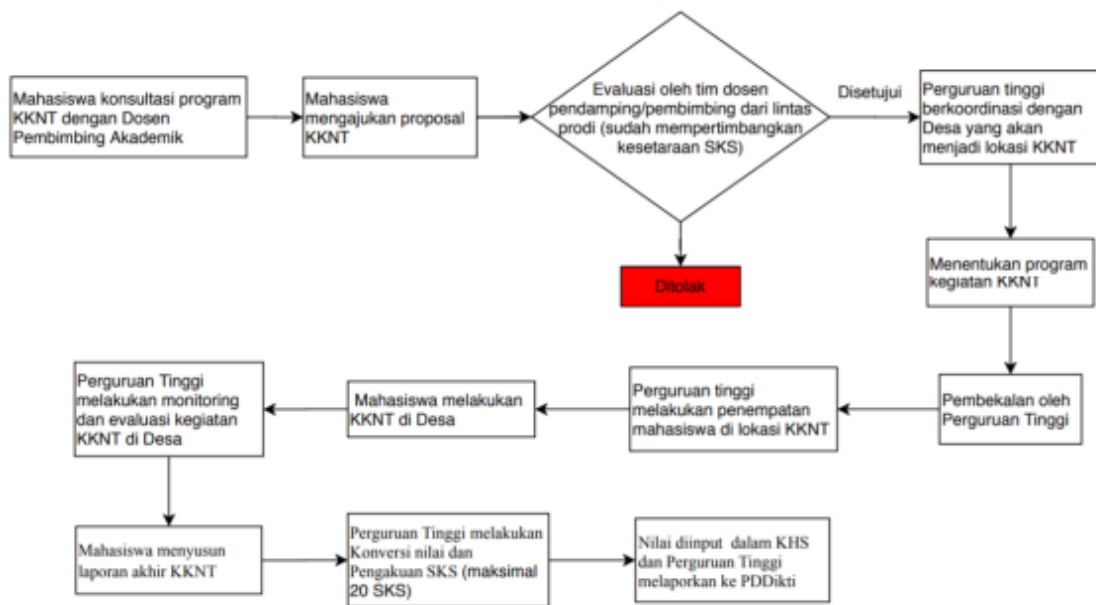 Mahasiswa konsultasi program
KKNT dengan Dosen
Pembimbing Akademik
Mahasiswa
mengajukan proposal
KKNT
Evaluasi oleh tim dosen
pendamping/pembimbing dari lintas
prodi (sudah mempertimbangkan
kesetaraan SKS)
Disetujui
Perguruan tinggi
berkoordinasi dengan
Desa yang akan
menjadi lokasi KKNT
Ditolak
Menentukan program
kegiatan KKNT
Pembekalan oleh
Perguruan Tinggi
Perguruan tinggi
melakukan penempatan
mahasiswa di lokasi KKNT
Mahasiswa melakukan
KKNT di Desa
Perguruan Tinggi
melakukan monitoring
dan evaluasi kegiatan
KKNT di Desa
Mahasiswa menyusun
laporan akhir KKNT
Perguruan Tinggi melakukan
Konversi nilai dan
Pengakuan SKS (maksimal
20 SKS)
Nilai diinput dalam KHS
dan Perguruan Tinggi
melaporkan ke PDDikti